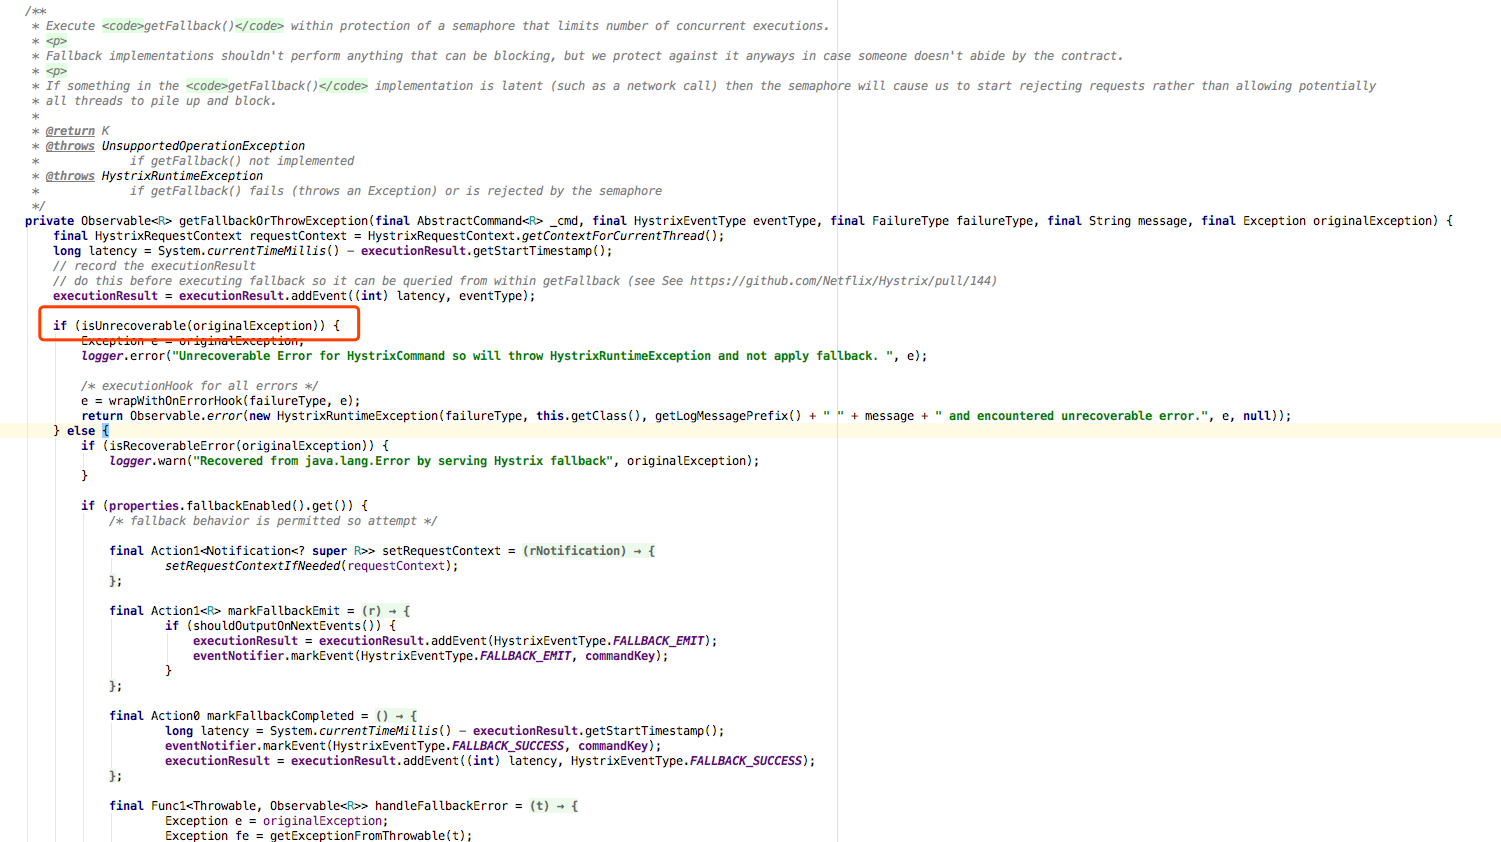 /**
* Execute <code>getFallback()</code> within protection of a semaphore that limits number of concurrent executions.
* <p>
* Fallback implementations shouldn't perform anything that can be blocking, but we protect against it anyways in case someone doesn't abide by the contract.
* <p>
* If something in the <code>getFallback()</code> implementation is latent (such as a network call) then the semaphore will cause us to start rejecting requests rather than allowing potentially
* all threads to pile up and block.
*
* @return K
* @throws UnsupportedOperationException
*             if getFallback() not implemented
* @throws HystrixRuntimeException
*             if getFallback() fails (throws an Exception) or is rejected by the semaphore
*/
private Observable<R> getFallbackOrThrowException(final AbstractCommand<R> _cmd, final HystrixEventType eventType, final FailureType failureType, final String message, final Exception originalException) {
    final HystrixRequestContext requestContext = HystrixRequestContext.getContextForCurrentThread();
    long latency = System.currentTimeMillis() - executionResult.getStartTimestamp();
    // record the executionResult
    // do this before executing fallback so it can be queried from within getFallback (see See https://github.com/Netflix/Hystrix/pull/144)
    executionResult = executionResult.addEvent((int) latency, eventType);
    if (isUnrecoverable(originalException)) {
        Exception e = originalException;
        logger.error("Unrecoverable Error for HystrixCommand so will throw HystrixRuntimeException and not apply fallback. ", e);
        /* executionHook for all errors */
        e = wrapWithOnErrorHook(failureType, e);
        return Observable.error(new HystrixRuntimeException(failureType, this.getClass(), getLogMessagePrefix() + " " + message + " and encountered unrecoverable error.", e, null));
    } else {
        if (isRecoverableError(originalException)) {
            logger.warn("Recovered from java.lang.Error by serving Hystrix fallback", originalException);
        }
        if (properties.fallbackEnabled().get()) {
            /* fallback behavior is permitted so attempt */
            final Action1<Notification<? super R>> setRequestContext = (rNotification) → {
                    setRequestContextIfNeeded(requestContext);
            };
            final Action1<R> markFallbackEmit = (r) → {
                    if (shouldOutputOnNextEvents()) {
                        executionResult = executionResult.addEvent(HystrixEventType.FALLBACK_EMIT);
                        eventNotifier.markEvent(HystrixEventType.FALLBACK_EMIT, commandKey);
                    }
            };
            final Action0 markFallbackCompleted = () → {
                    long latency = System.currentTimeMillis() - executionResult.getStartTimestamp();
                    eventNotifier.markEvent(HystrixEventType.FALLBACK_SUCCESS, commandKey);
                    executionResult = executionResult.addEvent((int) latency, HystrixEventType.FALLBACK_SUCCESS);
            };
            final Func1<Throwable, Observable<R>> handleFallbackError = (t) → {
                    Exception e = originalException;
                    Exception fe = getExceptionFromThrowable(t);